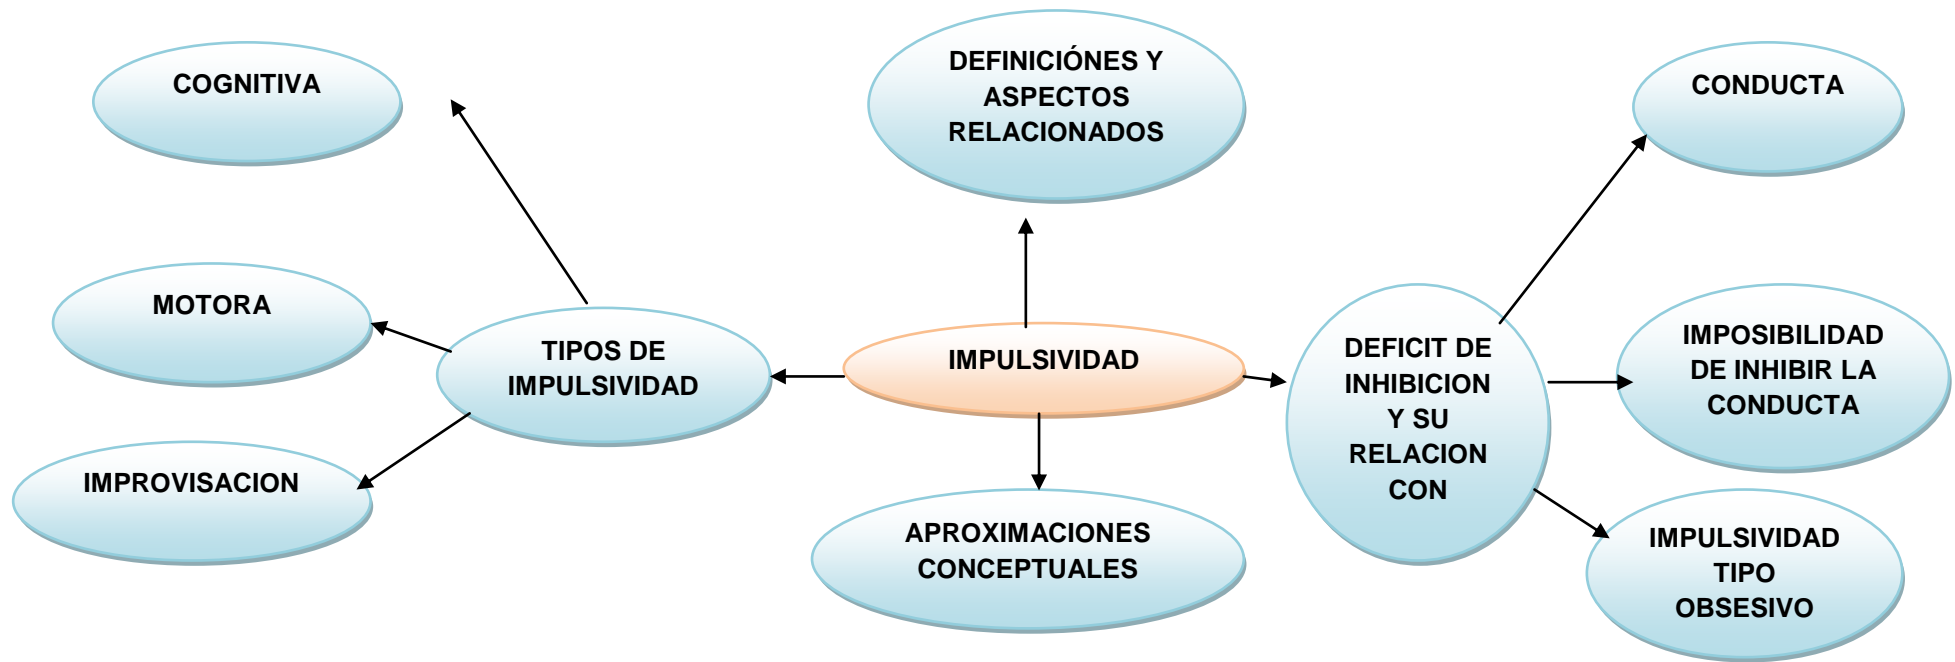 COGNITIVA
DEFINICIÓNES Y
ASPECTOS
RELACIONADOS
CONDUCTA
MOTORA
TIPOS DE
IMPULSIVIDAD
IMPULSIVIDAD
DEFICIT DE
INHIBICION
Y SU
RELACION
CON
IMPOSIBILIDAD
DE INHIBIR LA
CONDUCTA
IMPROVISACION
APROXIMACIONES
CONCEPTUALES
IMPULSIVIDAD
TIPO
OBSESIVO